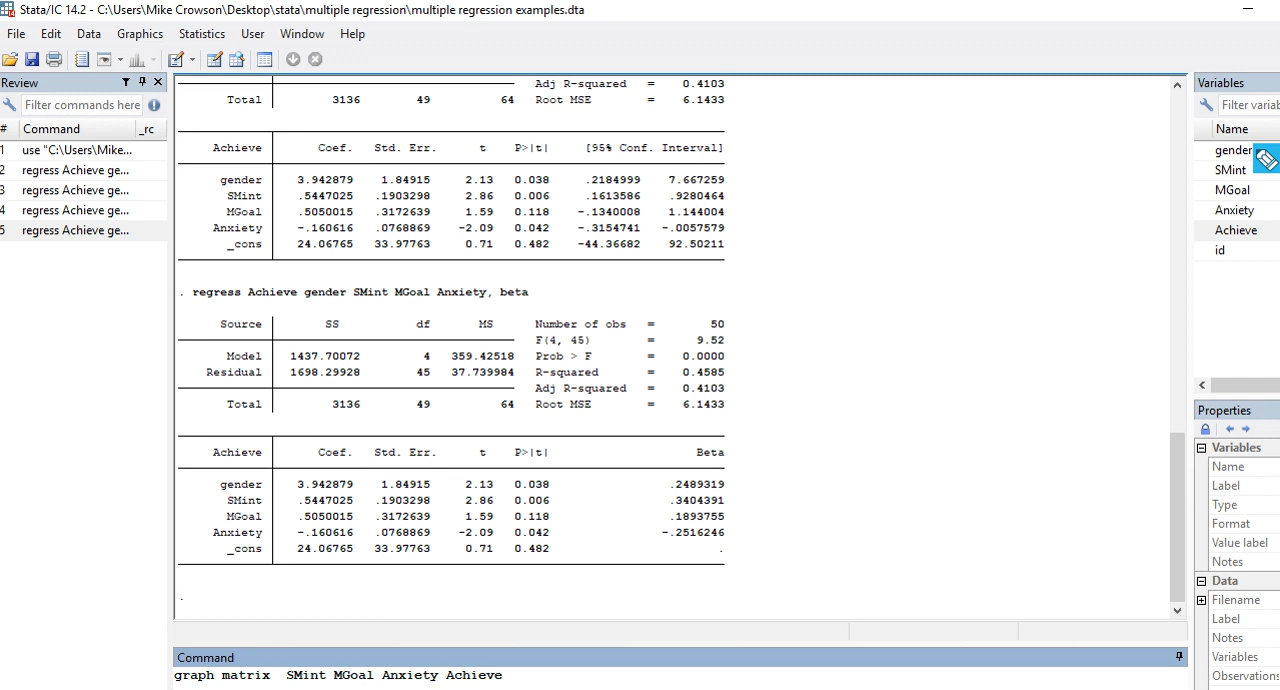 Stata/IC 14.2 - C:\Users\Mike Crowson\Desktop\stata\multiple regression\multiple regression examples.dta
File Edit Data Graphics Statistics User Window Help
Review
Filter commands here
# Command _rc
1 use "C:\Users\Mike...
2 regress Achieve ge...
3 regress Achieve ge...
4 regress Achieve ge...
5 regress Achieve ge...
Adj R-squared = 0.4103
Total 3136 49 64 Root MSE = 6.1433
Achieve Coef. Std. Err. t P>|t| [95% Conf. Interval]
gender 3.942879 1.84915 2.13 0.038 .2184999 7.667259
SMint .5447025 .1903298 2.86 0.006 .1613586 .9280464
MGoal .5050015 .3172639 1.59 0.118 -.1340008 1.144004
Anxiety -.160616 .0768869 -2.09 0.042 -.3154741 -.0057579
_cons 24.06765 33.97763 0.71 0.482 -44.36682 92.50211
. regress Achieve gender SMint MGoal Anxiety, beta
Source SS df MS Number of obs = 50
F(4, 45) = 9.52
Model 1437.70072 4 359.42518 Prob > F = 0.0000
Residual 1698.29928 45 37.739984 R-squared = 0.4585
Adj R-squared = 0.4103
Total 3136 49 64 Root MSE = 6.1433
Achieve Coef. Std. Err. t P>|t| Beta
gender 3.942879 1.84915 2.13 0.038 .2489319
SMint .5447025 .1903298 2.86 0.006 .3404391
MGoal .5050015 .3172639 1.59 0.118 .1893755
Anxiety -.160616 .0768869 -2.09 0.042 -.2516246
_cons 24.06765 33.97763 0.71 0.482 .
.
Command
graph matrix  SMint MGoal Anxiety Achieve
Variables
Filter
Name
gender
SMint
MGoal
Anxiety
Achieve
id
Properties
Variables
Name
Label
Type
Format
Value label
Notes
Data
Filename
Label
Notes
Variables
Observations